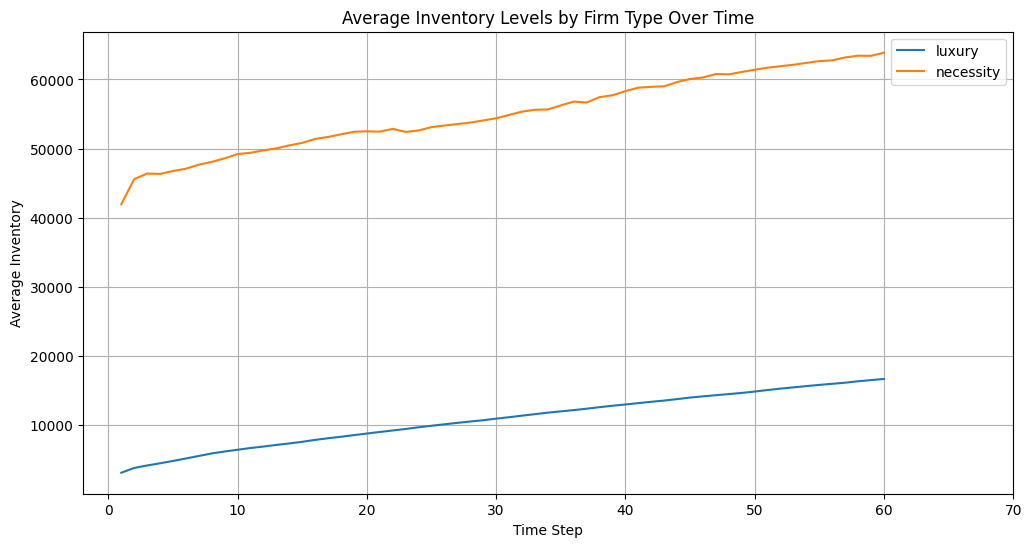 Average Inventory Levels by Firm Type Over Time
luxury
necessity
Average Inventory
60000
50000
40000
30000
20000
10000
0 10 20 30 40 50 60 70
Time Step